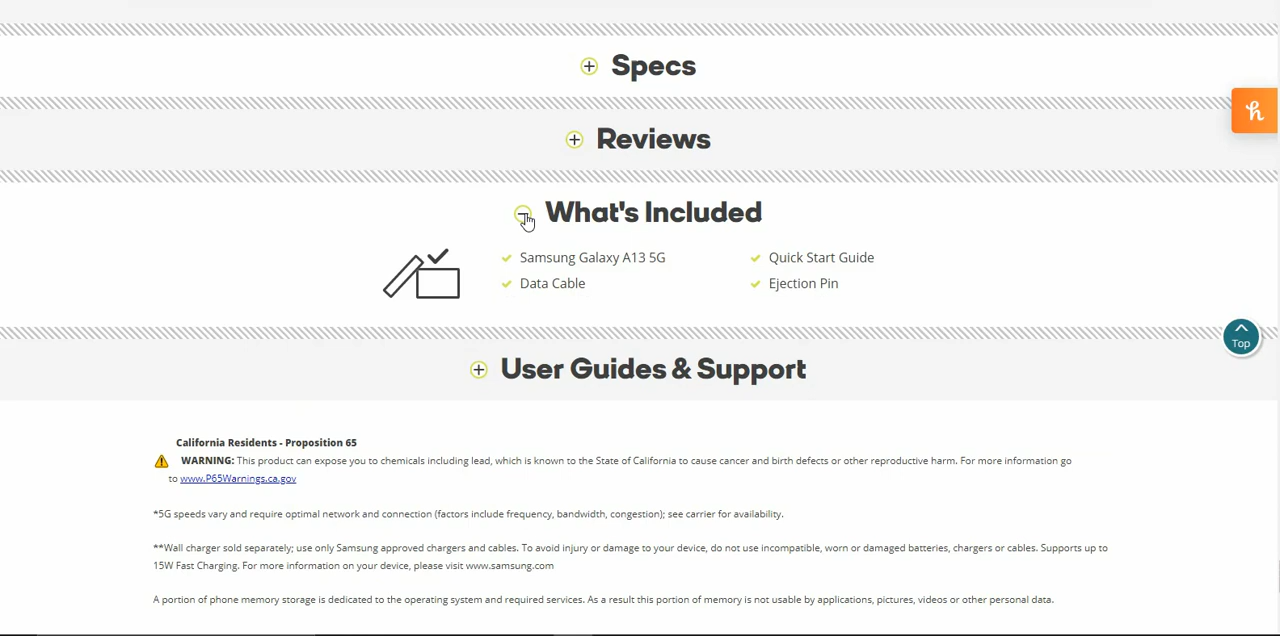 Specs
Reviews
What's Included
Samsung Galaxy A13 5G
Quick Start Guide
Data Cable
Ejection Pin
Top
User Guides & Support
California Residents - Proposition 65
WARNING: This product can expose you to chemicals including lead, which is known to the State of California to cause cancer and birth defects or other reproductive harm. For more information go
to www.P65Warnings.ca.gov
*5G speeds vary and require optimal network and connection (factors include frequency, bandwidth, congestion); see carrier for availability.
**Wall charger sold separately; use only Samsung approved chargers and cables. To avoid injury or damage to your device, do not use incompatible, worn or damaged batteries, chargers or cables. Supports up to
15W Fast Charging. For more information on your device, please visit www.samsung.com
A portion of phone memory storage is dedicated to the operating system and required services. As a result this portion of memory is not usable by applications, pictures, videos or other personal data.